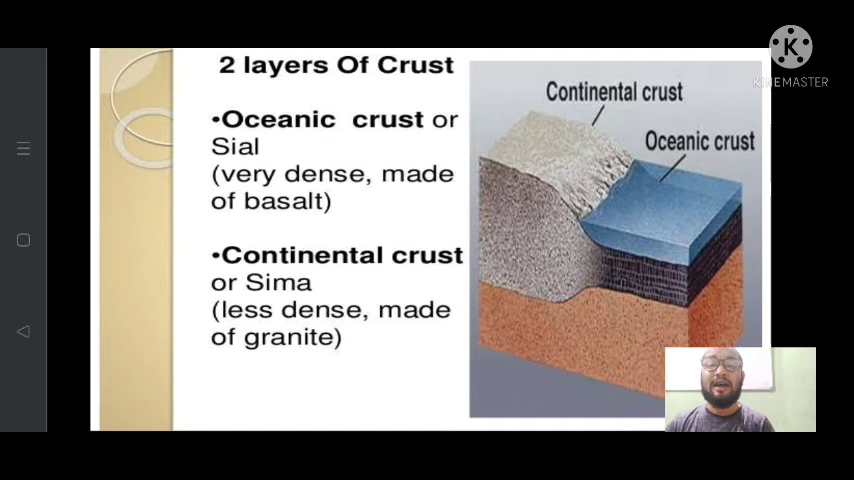 2 layers Of Crust
•Oceanic crust or
Sial
(very dense, made
of basalt)
•Continental crust
or Sima
(less dense, made
of granite)
Continental crust
Oceanic crust
K
KINEMASTER